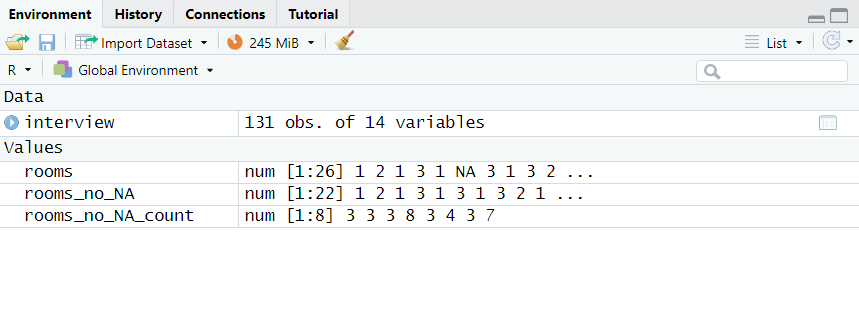 Environment History Connections Tutorial
Import Dataset 245 MiB List
R Global Environment
Data
interview 131 obs. of 14 variables
Values
rooms num [1:26] 1 2 1 3 1 NA 3 1 3 2 ...
rooms_no_NA num [1:22] 1 2 1 3 1 3 1 3 2 1 ...
rooms_no_NA_count num [1:8] 3 3 3 8 3 4 3 7